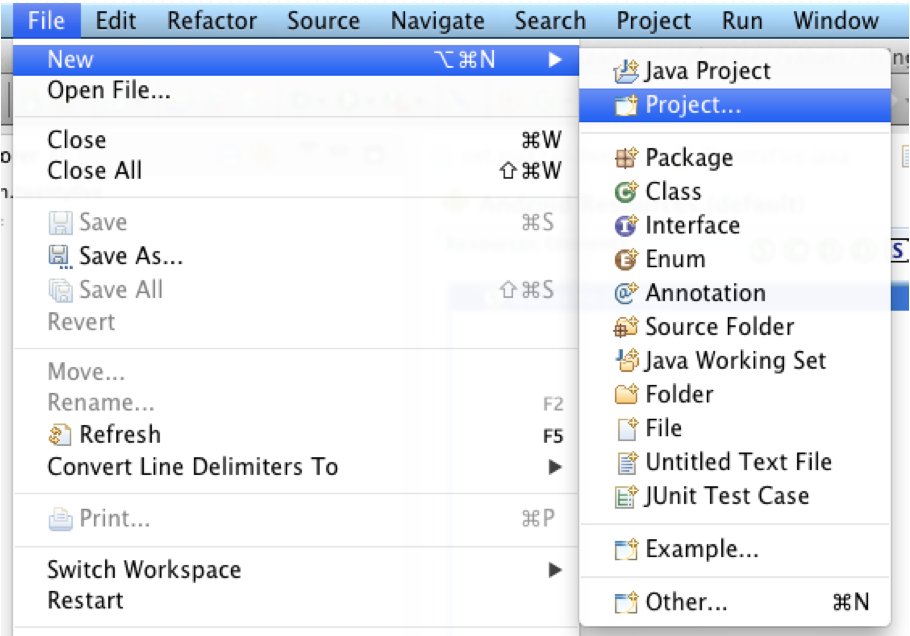 File Edit Refactor Source Navigate Search Project Run Window
New ⌥⌘N ▶
Open File...
Close ⌘W
Close All ⇧⌘W
Save ⌘S
Save As...
Save All ⇧⌘S
Revert
Move...
Rename... F2
Refresh F5
Convert Line Delimiters To ▶
Print... ⌘P
Switch Workspace ▶
Restart
Java Project
Project...
Package
Class
Interface
Enum
Annotation
Source Folder
Java Working Set
Folder
File
Untitled Text File
JUnit Test Case
Example...
Other... ⌘N